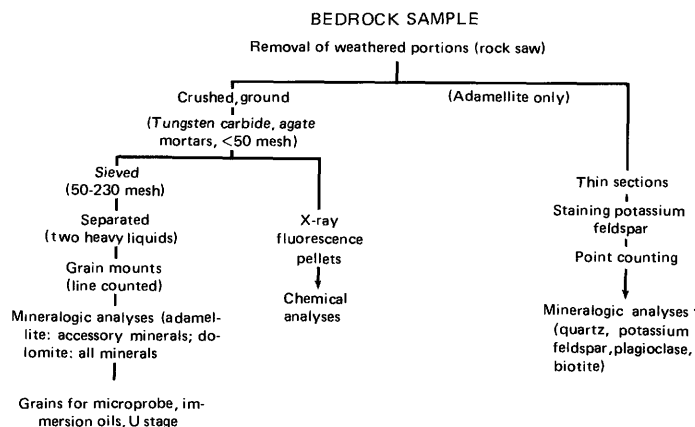 BEDROCK SAMPLE
Removal of weathered portions (rock saw)
Crushed, ground
(Adamellite only)
(Tungsten carbide, agate
mortars, <50 mesh)
Sieved
(50-230 mesh)
Separated
(two heavy liquids)
Grain mounts
(line counted)
Mineralogic analyses (adamel-
lite: accessory minerals; do-
lomite: all minerals
Grains for microprobe, im-
mersion oils, U stage
X-ray
fluorescence
pellets
Chemical
analyses
Thin sections
Staining potassium
feldspar
Point counting
Mineralogic analyses
(quartz, potassium
feldspar, plagioclase,
biotite)